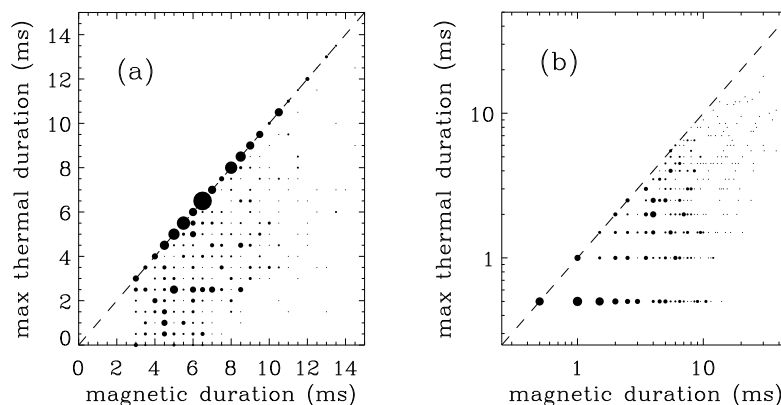 (a)
max thermal duration (ms)
14
12
10
8
6
4
2
0
0 2 4 6 8 10 12 14
magnetic duration (ms)
(b)
max thermal duration (ms)
10
1
1 10
magnetic duration (ms)